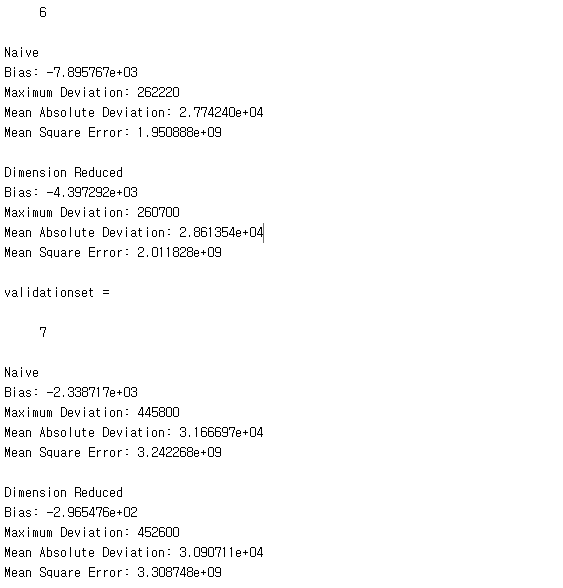 6
Naive
Bias: -7.895767e+03
Maximum Deviation: 262220
Mean Absolute Deviation: 2.774240e+04
Mean Square Error: 1.950888e+09
Dimension Reduced
Bias: -4.397292e+03
Maximum Deviation: 260700
Mean Absolute Deviation: 2.861354e+04
Mean Square Error: 2.011828e+09
validationset =
7
Naive
Bias: -2.338717e+03
Maximum Deviation: 445800
Mean Absolute Deviation: 3.166697e+04
Mean Square Error: 3.242268e+09
Dimension Reduced
Bias: -2.965476e+02
Maximum Deviation: 452600
Mean Absolute Deviation: 3.090711e+04
Mean Square Error: 3.308748e+09